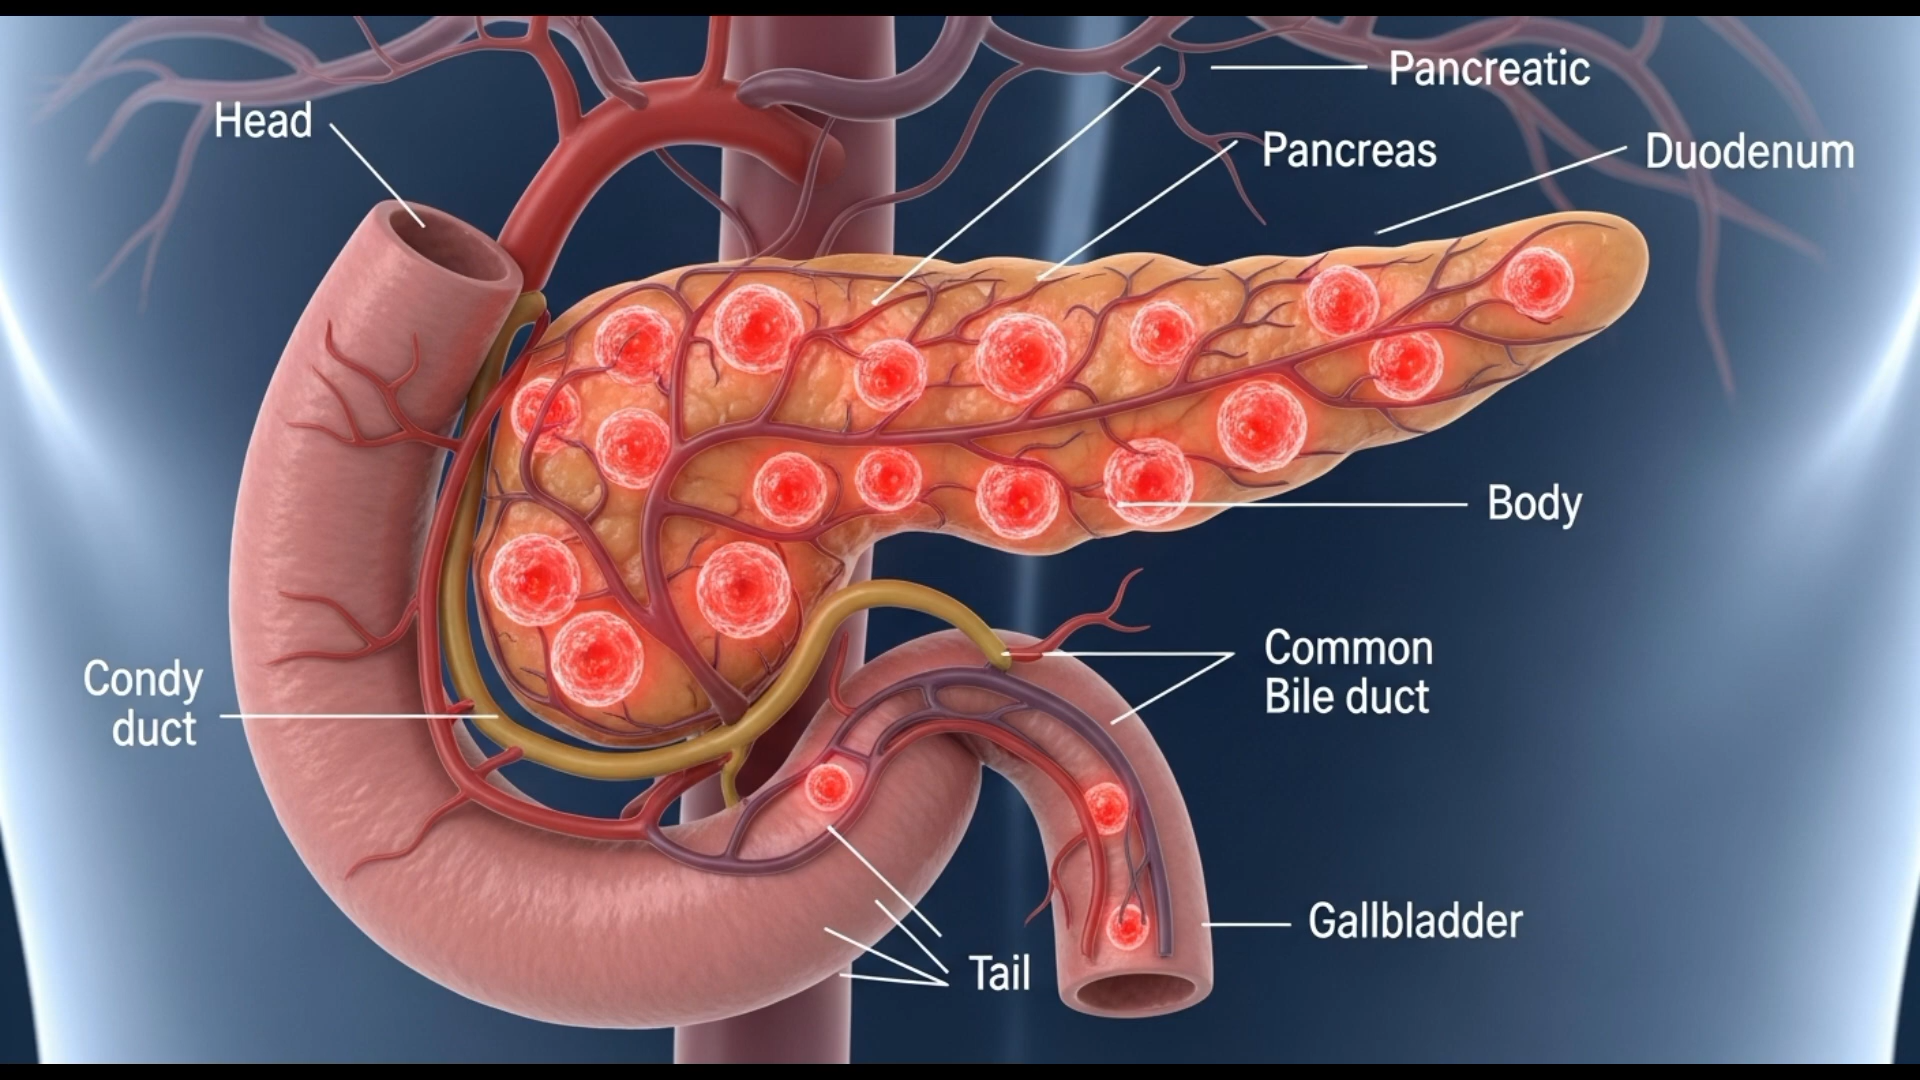 Pancreatic
Head
Pancreas
Duodenum
Body
Condy
duct
Common
Bile duct
Gallbladder
Tail